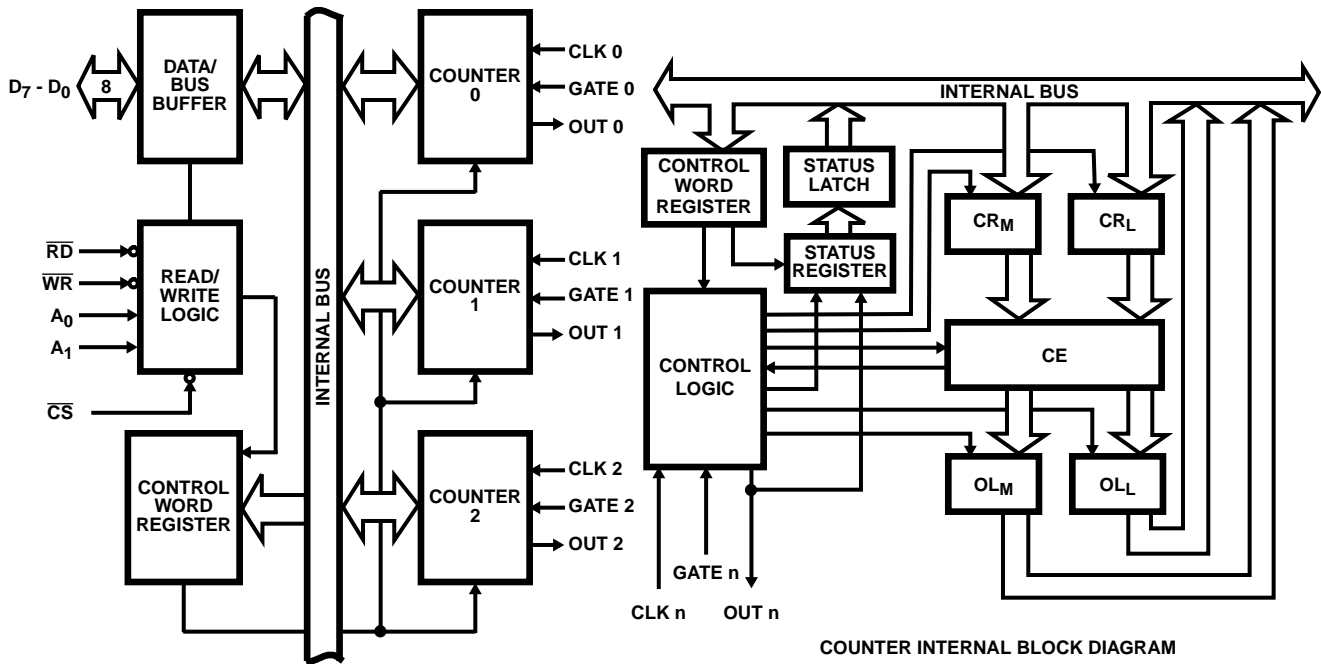 D7 - D0
8
DATA/
BUS
BUFFER
RD
WR
A0
A1
CS
READ/
WRITE
LOGIC
CONTROL
WORD
REGISTER
INTERNAL BUS
COUNTER
0
CLK 0
GATE 0
OUT 0
COUNTER
1
CLK 1
GATE 1
OUT 1
COUNTER
2
CLK 2
GATE 2
OUT 2
INTERNAL BUS
CONTROL
WORD
REGISTER
STATUS
LATCH
STATUS
REGISTER
CRM
CRL
CONTROL
LOGIC
CE
OLM
OLL
GATE n
CLK n
OUT n
COUNTER INTERNAL BLOCK DIAGRAM